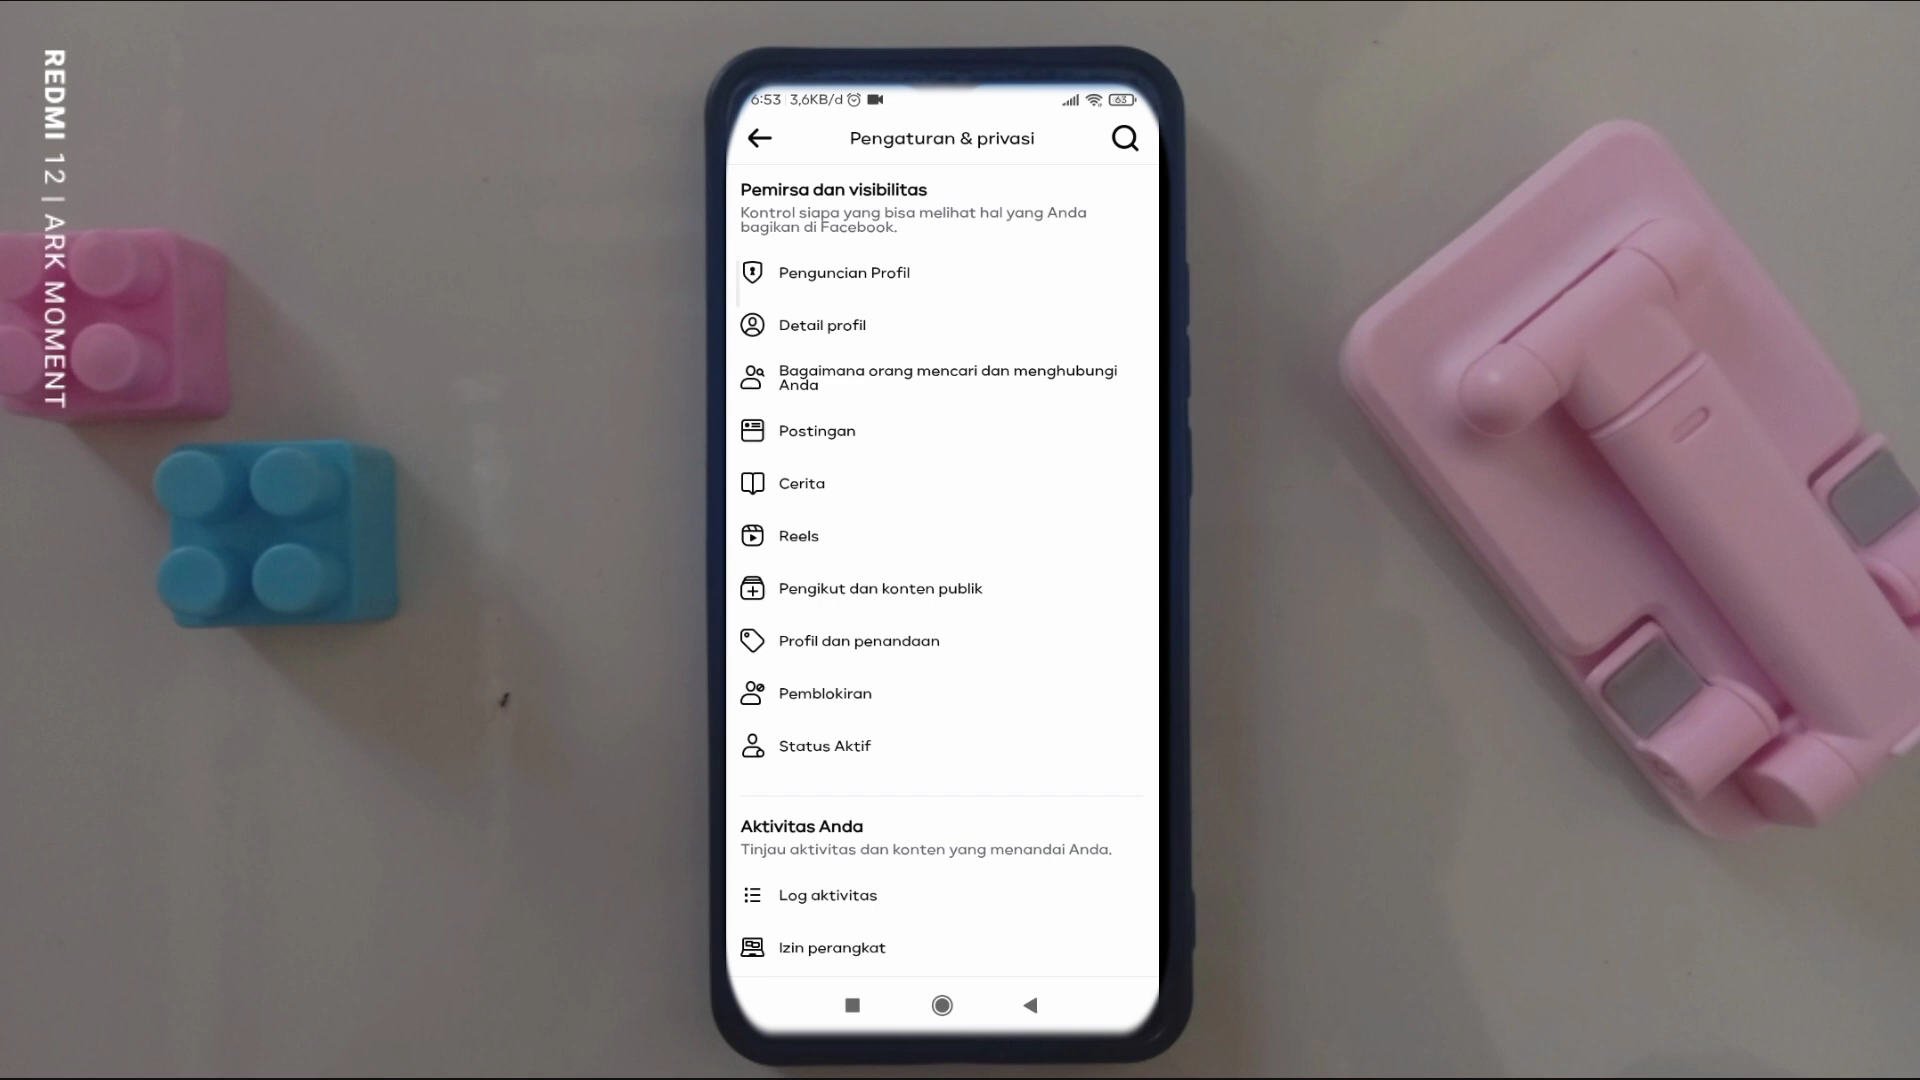 REDMI 12 | ARK MOMENT
6:53 3,6KB/d
63
Pengaturan & privasi
Pemirsa dan visibilitas
Kontrol siapa yang bisa melihat hal yang Anda
bagikan di Facebook.
Penguncian Profil
Detail profil
Bagaimana orang mencari dan menghubungi
Anda
Postingan
Cerita
Reels
Pengikut dan konten publik
Profil dan penandaan
Pemblokiran
Status Aktif
Aktivitas Anda
Tinjau aktivitas dan konten yang menandai Anda.
Log aktivitas
Izin perangkat